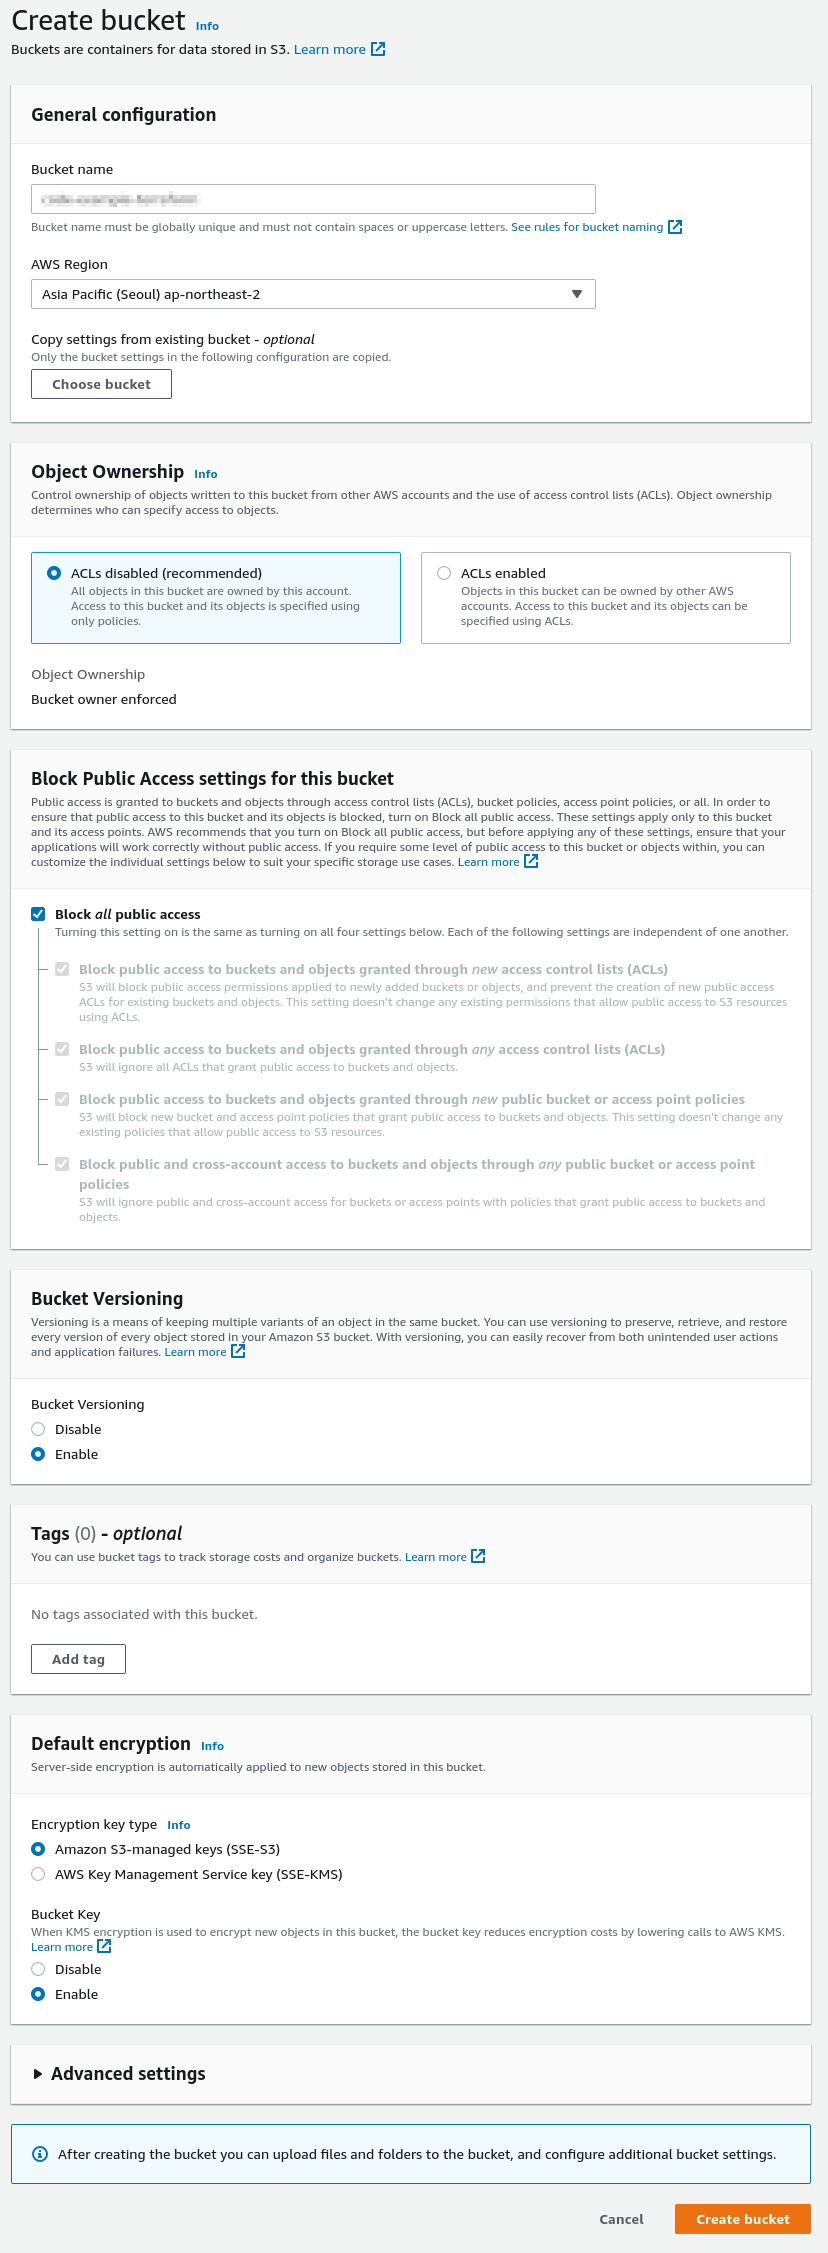 Create bucket Info
Buckets are containers for data stored in S3. Learn more
General configuration
Bucket name
Bucket name must be globally unique and must not contain spaces or uppercase letters. See rules for bucket naming
AWS Region
Asia Pacific (Seoul) ap-northeast-2
Copy settings from existing bucket - optional
Only the bucket settings in the following configuration are copied.
Choose bucket
Object Ownership Info
Control ownership of objects written to this bucket from other AWS accounts and the use of access control lists (ACLs). Object ownership
determines who can specify access to objects.
ACLs disabled (recommended)
All objects in this bucket are owned by this account.
Access to this bucket and its objects is specified using
only policies.
ACLs enabled
Objects in this bucket can be owned by other AWS
accounts. Access to this bucket and its objects can be
specified using ACLs.
Object Ownership
Bucket owner enforced
Block Public Access settings for this bucket
Public access is granted to buckets and objects through access control lists (ACLs), bucket policies, access point policies, or all. In order to
ensure that public access to this bucket and its objects is blocked, turn on Block all public access. These settings apply only to this bucket
and its access points. AWS recommends that you turn on Block all public access, but before applying any of these settings, ensure that your
applications will work correctly without public access. If you require some level of public access to this bucket or objects within, you can
customize the individual settings below to suit your specific storage use cases. Learn more
Block all public access
Turning this setting on is the same as turning on all four settings below. Each of the following settings are independent of one another.
Block public access to buckets and objects granted through new access control lists (ACLs)
S3 will block public access permissions applied to newly added buckets or objects, and prevent the creation of new public access
ACLs for existing buckets and objects. This setting doesn't change any existing permissions that allow public access to S3 resources
using ACLs.
Block public access to buckets and objects granted through any access control lists (ACLs)
S3 will ignore all ACLs that grant public access to buckets and objects.
Block public access to buckets and objects granted through new public bucket or access point policies
S3 will block new bucket and access point policies that grant public access to buckets and objects. This setting doesn't change any
existing policies that allow public access to S3 resources.
Block public and cross-account access to buckets and objects through any public bucket or access point
policies
S3 will ignore public and cross-account access for buckets or access points with policies that grant public access to buckets and
objects.
Bucket Versioning
Versioning is a means of keeping multiple variants of an object in the same bucket. You can use versioning to preserve, retrieve, and restore
every version of every object stored in your Amazon S3 bucket. With versioning, you can easily recover from both unintended user actions
and application failures. Learn more
Bucket Versioning
Disable
Enable
Tags (0) - optional
You can use bucket tags to track storage costs and organize buckets. Learn more
No tags associated with this bucket.
Add tag
Default encryption Info
Server-side encryption is automatically applied to new objects stored in this bucket.
Encryption key type Info
Amazon S3-managed keys (SSE-S3)
AWS Key Management Service key (SSE-KMS)
Bucket Key
When KMS encryption is used to encrypt new objects in this bucket, the bucket key reduces encryption costs by lowering calls to AWS KMS.
Learn more
Disable
Enable
Advanced settings
After creating the bucket you can upload files and folders to the bucket, and configure additional bucket settings.
Cancel
Create bucket